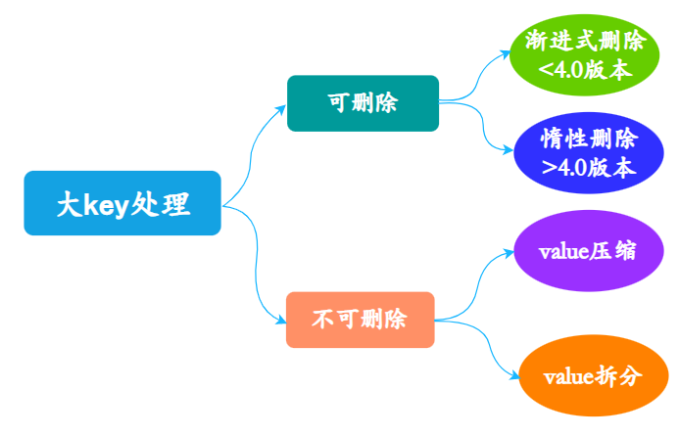 大key处理
可删除
渐进式删除
<4.0版本
惰性删除
>4.0版本
不可删除
value压缩
value拆分